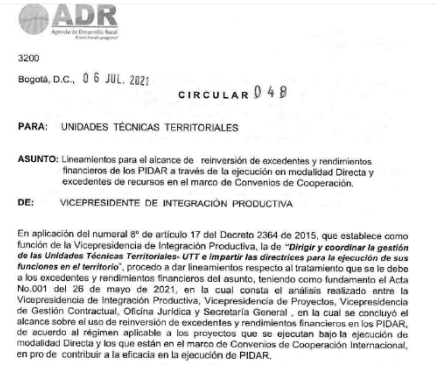 ADR
Agencia de Desarrollo Rural
3200
Bogotá, D.C., 06 JUL. 2021
CIRCULAR 048
PARA: UNIDADES TÉCNICAS TERRITORIALES
ASUNTO: Lineamientos para el alcance de reinversión de excedentes y rendimientos
financieros de los PIDAR a través de la ejecución en modalidad Directa y
excedentes de recursos en el marco de Convenios de Cooperación.
DE: VICEPRESIDENTE DE INTEGRACIÓN PRODUCTIVA
En aplicación del numeral 8º de artículo 17 del Decreto 2364 de 2015, que establece como
función de la Vicepresidencia de Integración Productiva, la de "Dirigir y coordinar la gestión
de las Unidades Técnicas Territoriales- UTT e impartir las directrices para la ejecución de sus
funciones en el territorio", procedo a dar lineamientos respecto al tratamiento que se le debe
a los excedentes y rendimientos financieros del asunto, teniendo como fundamento el Acta
No.001 del 26 de mayo de 2021, en la cual consta el análisis realizado entre la
Vicepresidencia de Integración Productiva, Vicepresidencia de Proyectos, Vicepresidencia
de Gestión Contractual, Oficina Jurídica y Secretaria General , en la cual se concluyó el
alcance sobre el uso de reinversión de excedentes y rendimientos financieros en los PIDAR,
de acuerdo al régimen aplicable a los proyectos que se ejecutan bajo la ejecución de
modalidad Directa y los que están en el marco de Convenios de Cooperación Internacional,
en pro de contribuir a la eficacia en la ejecución de PIDAR.